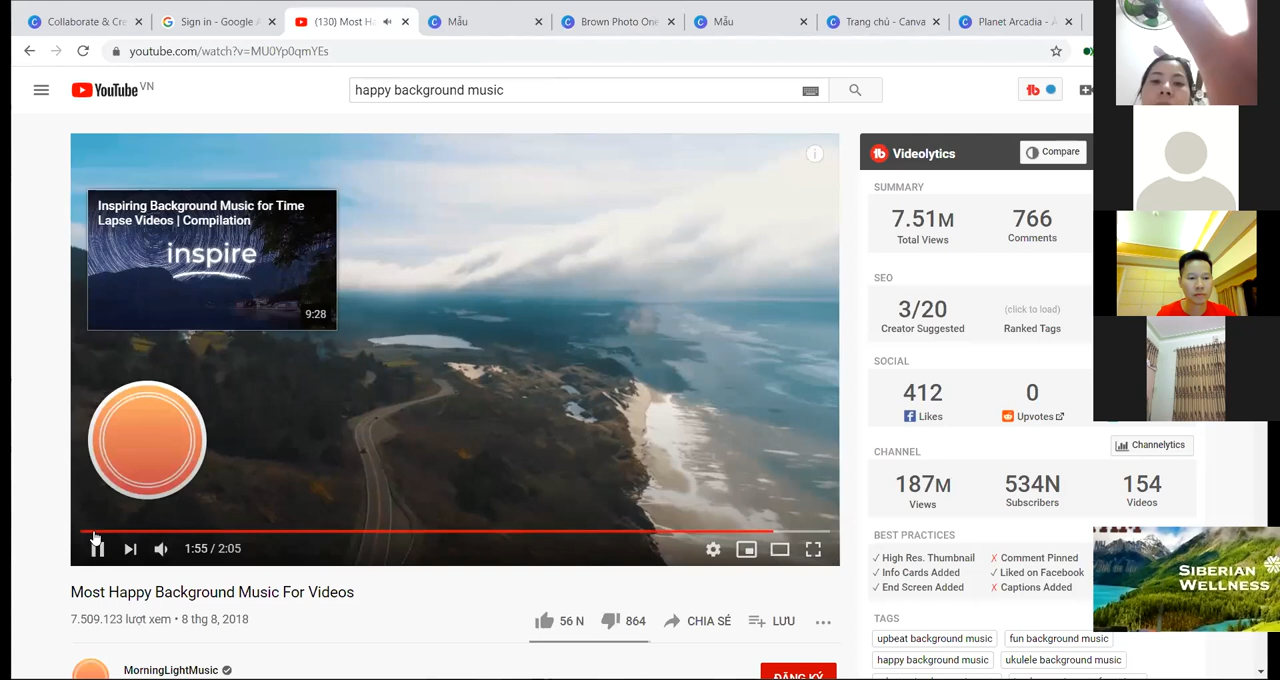 Collaborate & Cre
Sign in - Google A
(130) Most H
Mẫu
Brown Photo One
Mẫu
Trang chủ - Canva
Planet Arcadia - A
youtube.com/watch?v=MU0Yp0qmYEs
YouTube VN
happy background music
tb
Inspiring Background Music for Time
Lapse Videos | Compilation
inspire
9:28
1:55 / 2:05
Most Happy Background Music For Videos
7.509.123 lượt xem • 8 thg 8, 2018
56 N
864
CHIA SẺ
LƯU
MorningLightMusic
ĐĂNG KÝ
tb Videolytics
Compare
SUMMARY
7.51M
766
Total Views
Comments
SEO
3/20
(click to load)
Creator Suggested
Ranked Tags
SOCIAL
412
0
Likes
Upvotes
Channelytics
CHANNEL
187M
534N
154
Views
Subscribers
Videos
BEST PRACTICES
✓ High Res. Thumbnail
✗ Comment Pinned
✓ Info Cards Added
✓ Liked on Facebook
✓ End Screen Added
✗ Captions Added
TAGS
upbeat background music
fun background music
happy background music
ukulele background music
SIBERIAN
WELLNESS